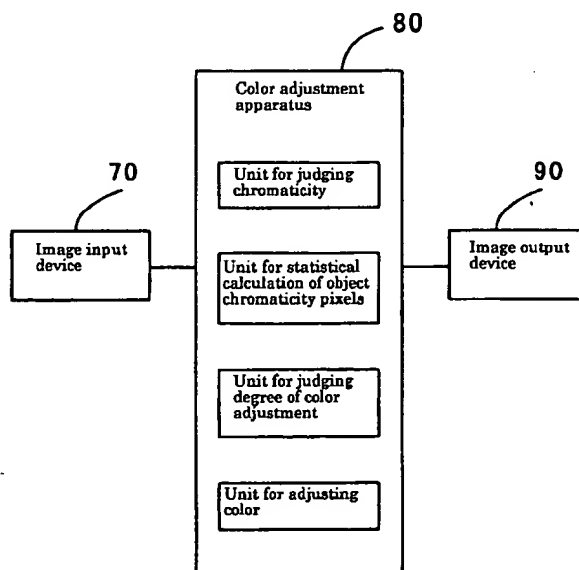 80
Color adjustment
apparatus
Unit for judging
chromaticity
70
90
Image input
device
Image output
device
Unit for statistical
calculation of object
chromaticity pixels
Unit for judging
degree of color
adjustment
Unit for adjusting
color